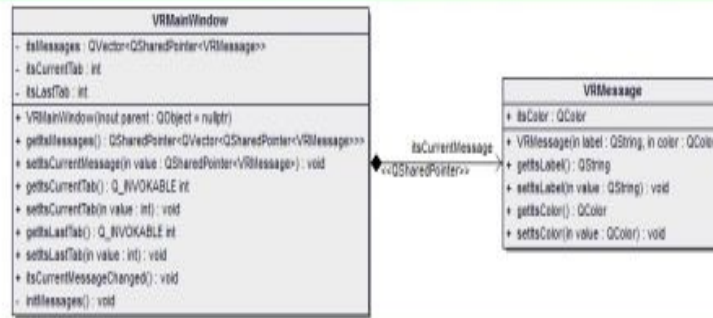 VRMainWindow
- itsMessages : QVector<QSharedPointer<VRMessage>>
- itsCurrentTab : int
- itsLastTab : int
+ VRMainWindow(inout parent : QObject = nullptr)
+ getItsMessages() : QSharedPointer<QVector<QSharedPointer<VRMessage>>>
+ setItsCurrentMessage(in value : QSharedPointer<VRMessage>) : void
+ getItsCurrentTab() : Q_INVOKABLE int
+ setItsCurrentTab(in value : int) : void
+ getItsLastTab() : Q_INVOKABLE int
+ setItsLastTab(in value : int) : void
+ itsCurrentMessageChanged() : void
- initMessages() : void
itsCurrentMessage
<<QSharedPointer>>
VRMessage
+ itsColor : QColor
+ VRMessage(in label : QString, in color : QColor
+ getItsLabel() : QString
+ setItsLabel(in value : QString) : void
+ getItsColor() : QColor
+ setItsColor(in value : QColor) : void